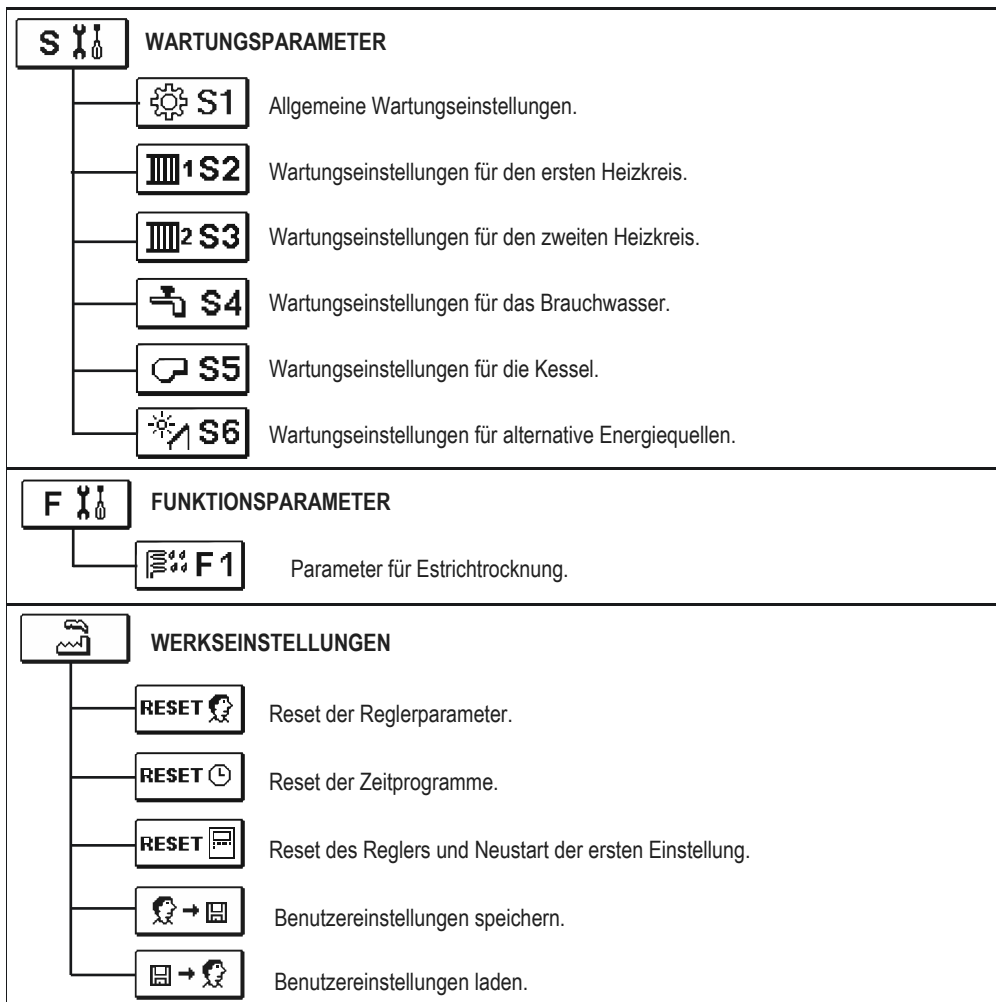 S WARTUNGSPARAMETER
S1 Allgemeine Wartungseinstellungen.
1 S2 Wartungseinstellungen für den ersten Heizkreis.
2 S3 Wartungseinstellungen für den zweiten Heizkreis.
S4 Wartungseinstellungen für das Brauchwasser.
S5 Wartungseinstellungen für die Kessel.
S6 Wartungseinstellungen für alternative Energiequellen.
F FUNKTIONSPARAMETER
F1 Parameter für Estrichtrocknung.
WERKSEINSTELLUNGEN
RESET Reset der Reglerparameter.
RESET Reset der Zeitprogramme.
RESET Reset des Reglers und Neustart der ersten Einstellung.
Benutzereinstellungen speichern.
Benutzereinstellungen laden.